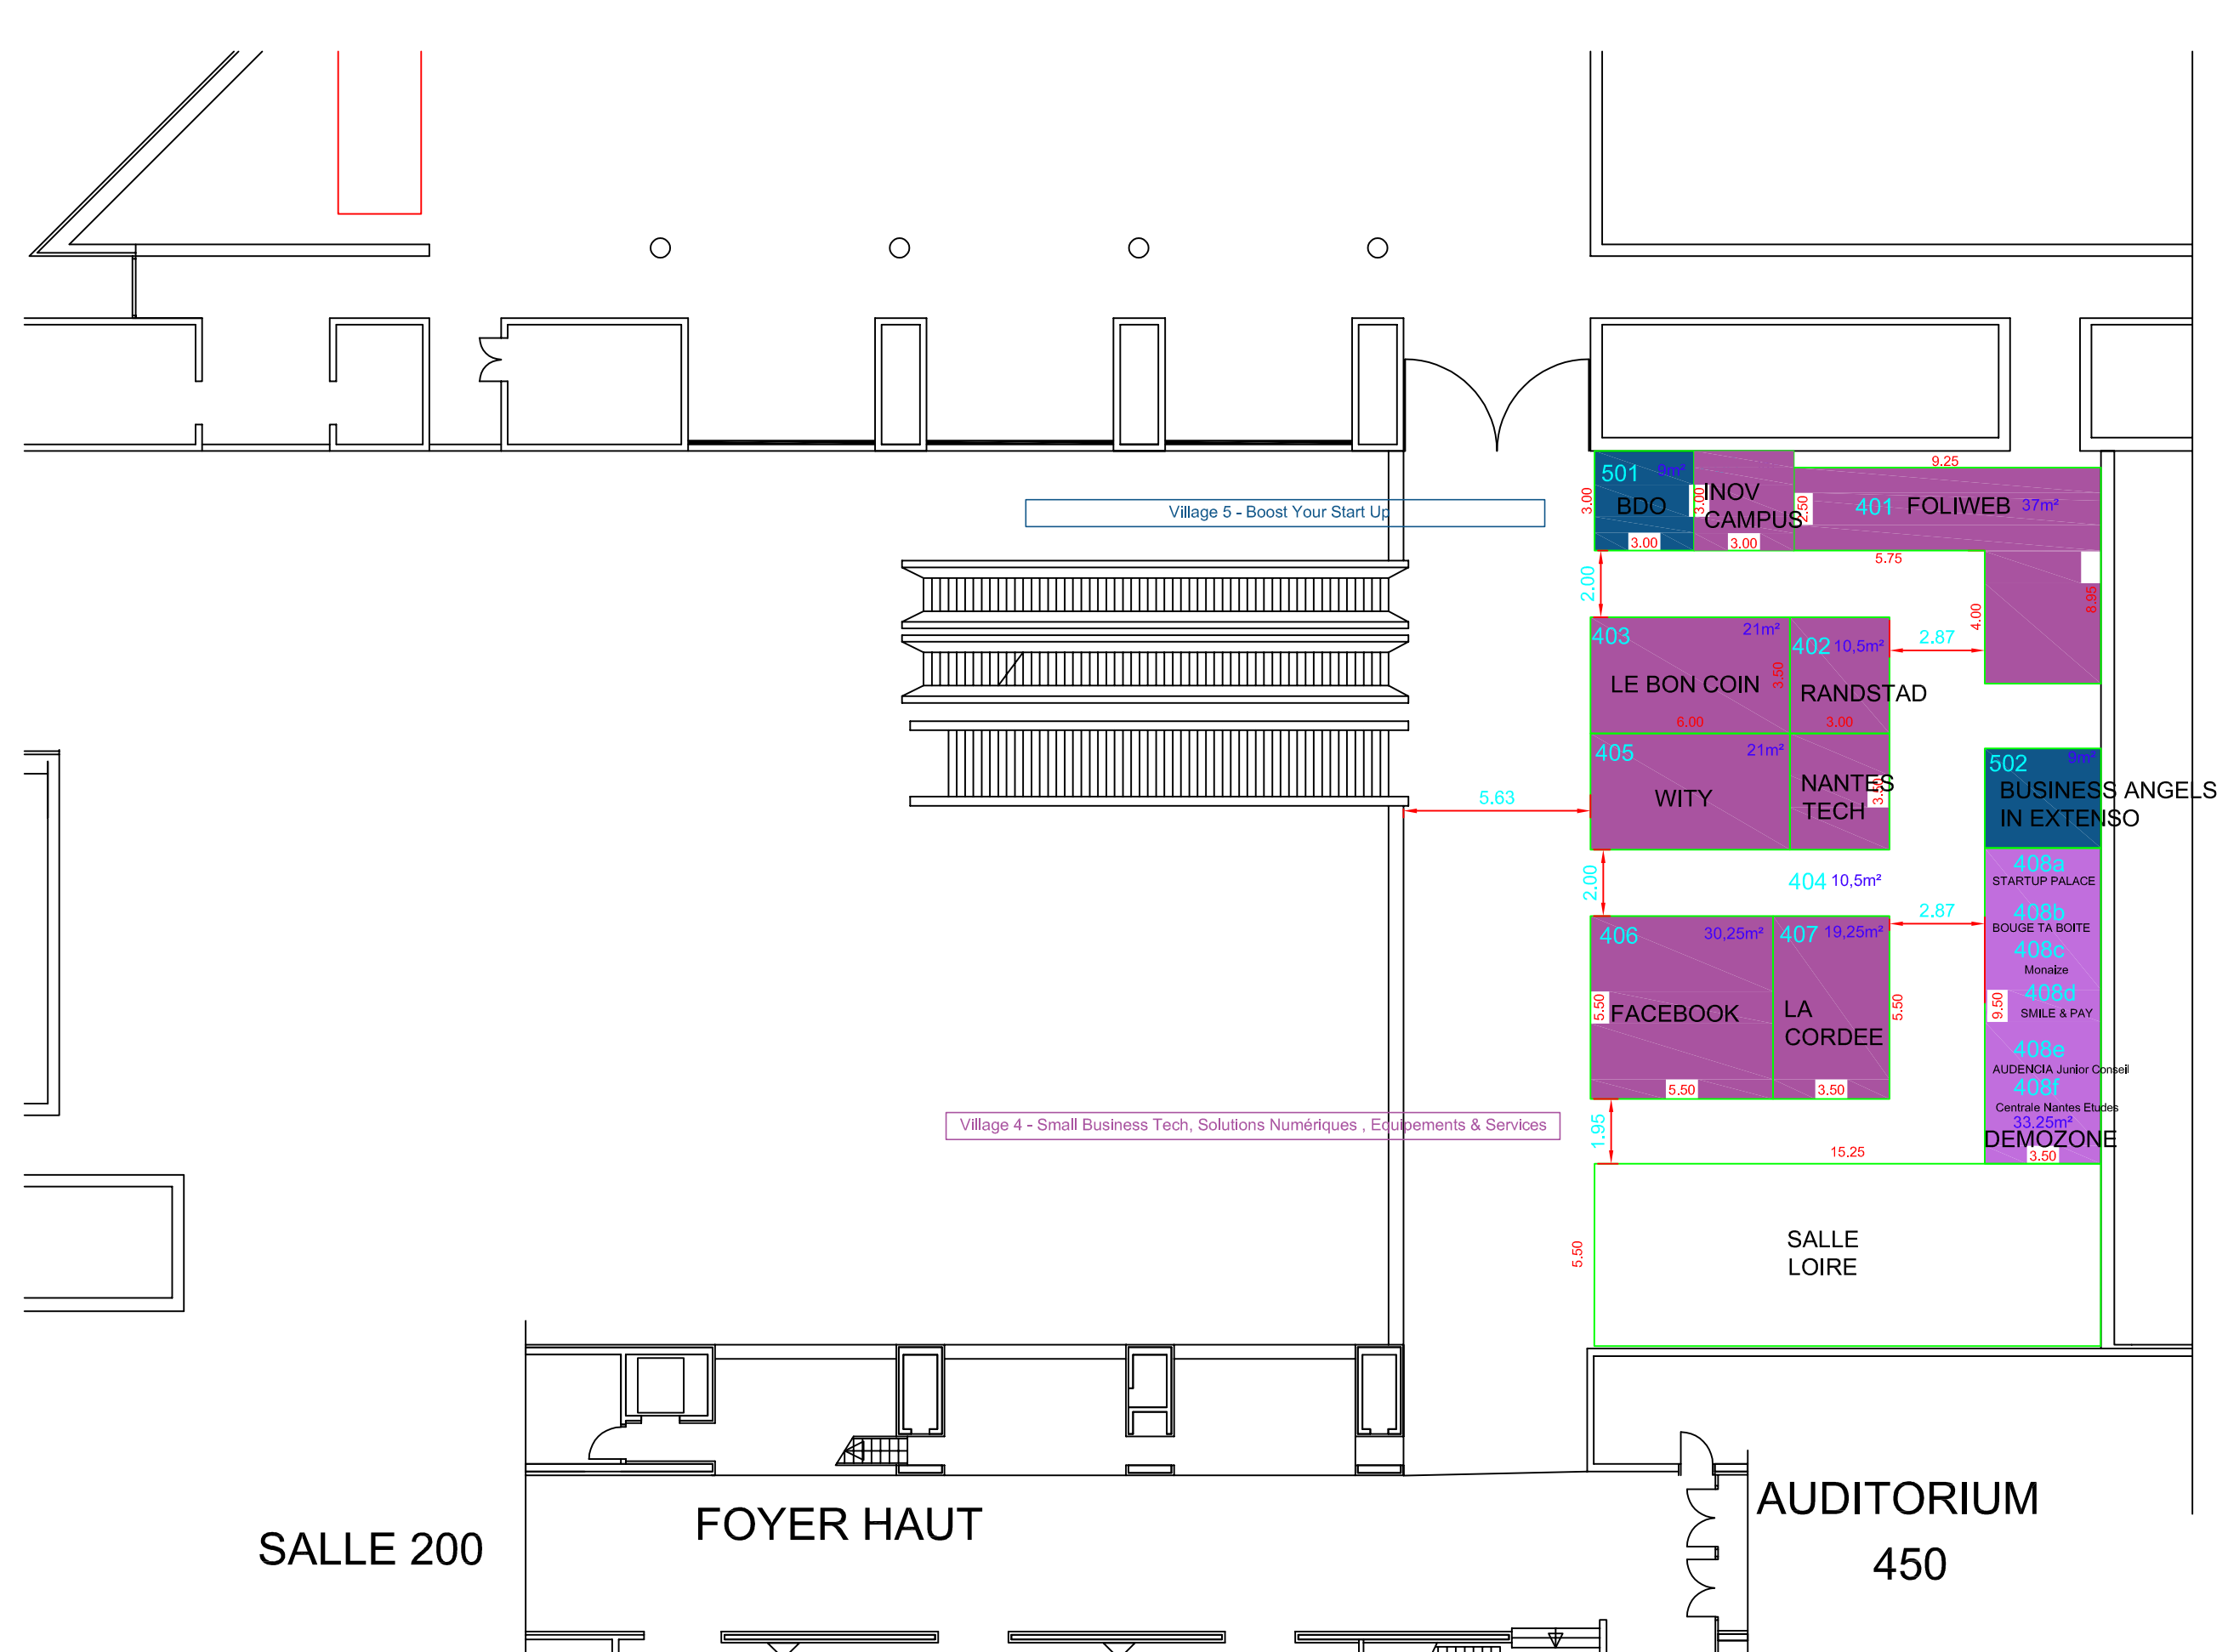 9.25
501
9m²
BDO
3.00
3.00
INOV
CAMPUS
3.00
3.00
2.50
401
FOLIWEB
37m²
Village 5 - Boost Your Start Up
5.75
2.00
4.00
8.95
403
21m²
LE BON COIN
3.50
6.00
402
10,5m²
RANDSTAD
3.00
2.87
405
21m²
WITY
NANTES
TECH
3.50
5.63
502
9m²
BUSINESS ANGELS
IN EXTENSO
2.00
404
10,5m²
2.87
408a
STARTUP PALACE
408b
BOUGE TA BOITE
408c
Monaize
408d
SMILE & PAY
9.50
408e
AUDENCIA Junior Conseil
408f
Centrale Nantes Etudes
33.25m²
DEMOZONE
3.50
406
30,25m²
FACEBOOK
5.50
5.50
407
19,25m²
LA
CORDEE
5.50
3.50
Village 4 - Small Business Tech, Solutions Numériques , Equipements & Services
1.95
15.25
5.50
SALLE
LOIRE
SALLE 200
FOYER HAUT
AUDITORIUM
450